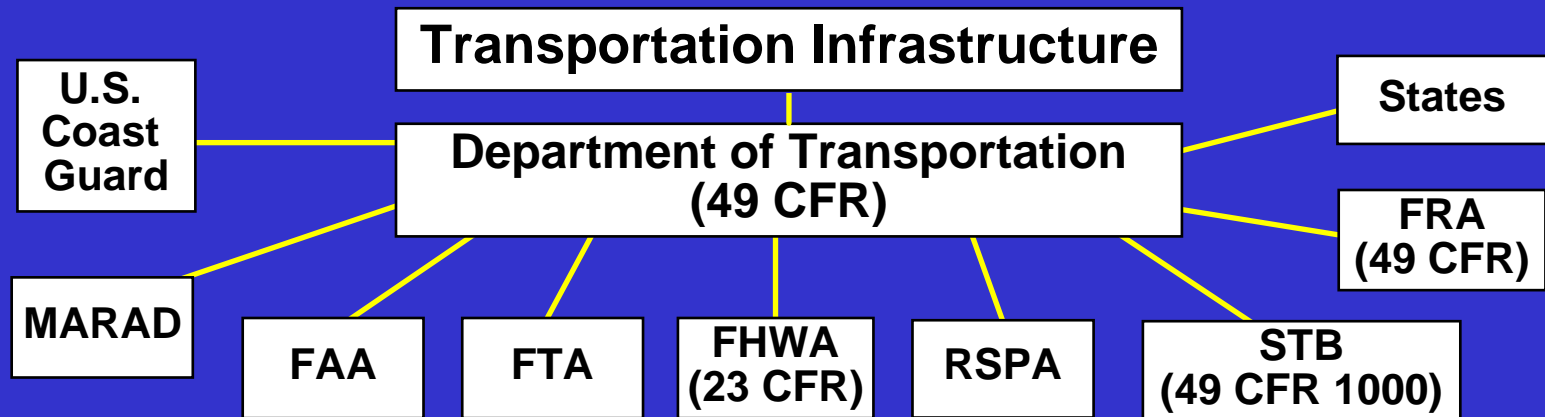 Transportation Infrastructure
U.S.
Coast
Guard
States
Department of Transportation
(49 CFR)
FRA
(49 CFR)
MARAD
FAA
FTA
FHWA
(23 CFR)
RSPA
STB
(49 CFR 1000)